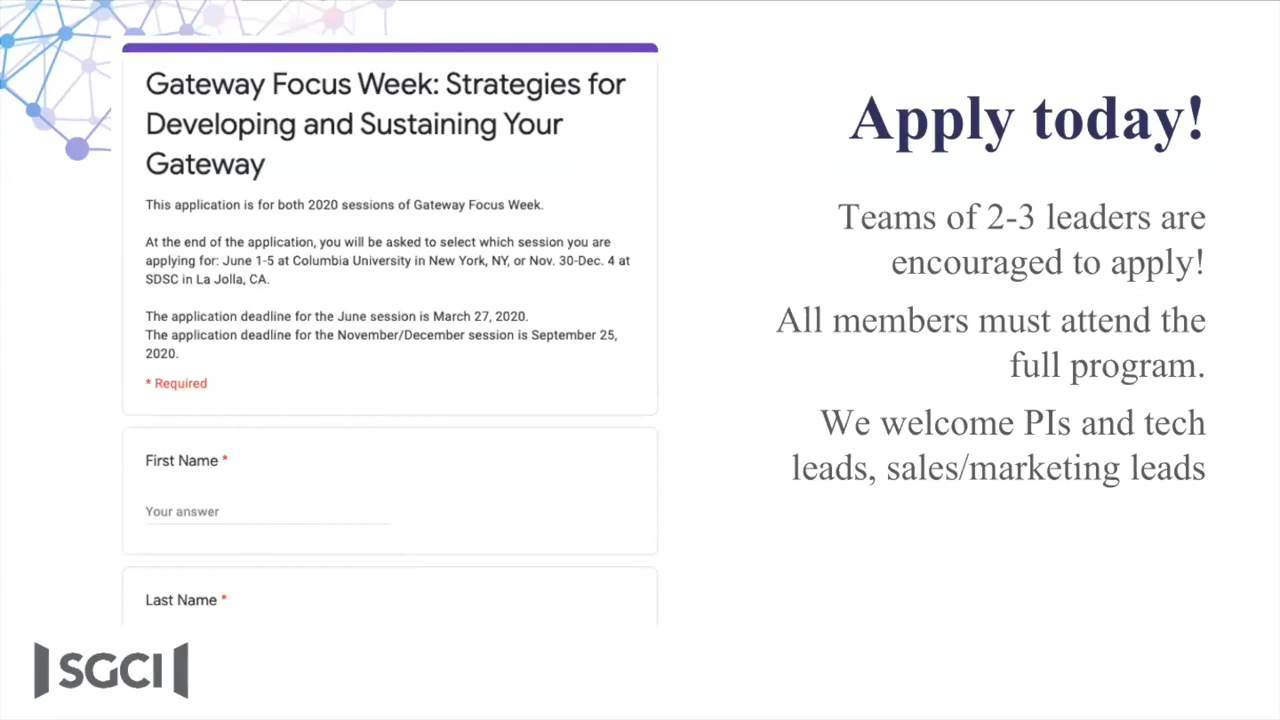 Gateway Focus Week: Strategies for
Developing and Sustaining Your
Gateway
This application is for both 2020 sessions of Gateway Focus Week.
At the end of the application, you will be asked to select which session you are
applying for: June 1-5 at Columbia University in New York, NY, or Nov. 30-Dec. 4 at
SDSC in La Jolla, CA.
The application deadline for the June session is March 27, 2020.
The application deadline for the November/December session is September 25,
2020.
* Required
First Name *
Your answer
Last Name *
Apply today!
Teams of 2-3 leaders are
encouraged to apply!
All members must attend the
full program.
We welcome PIs and tech
leads, sales/marketing leads
SGCI